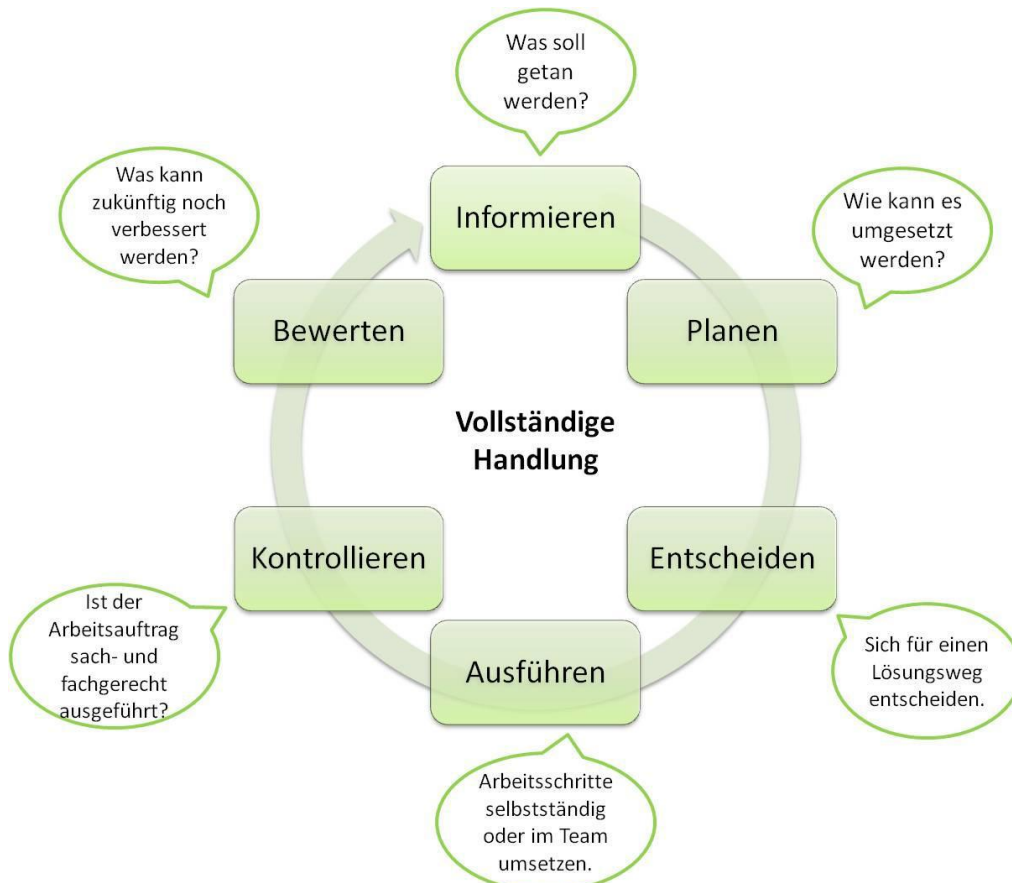 Was soll
getan
werden?
Informieren
Wie kann es
umgesetzt
werden?
Planen
Sich für einen
Lösungsweg
entscheiden.
Entscheiden
Arbeitsschritte
selbstständig
oder im Team
umsetzen.
Ausführen
Ist der
Arbeitsauftrag
sach- und
fachgerecht
ausgeführt?
Kontrollieren
Was kann
zukünftig noch
verbessert
werden?
Bewerten
Vollständige
Handlung